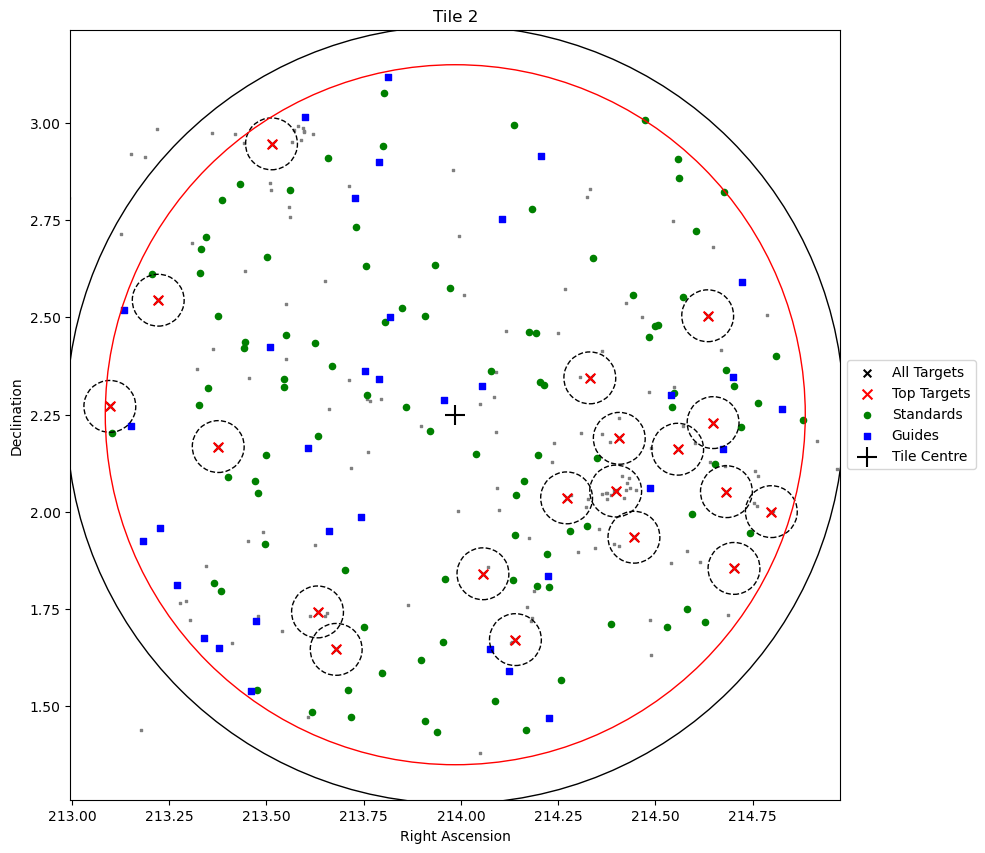 Tile 2
Declination
3.00
2.75
2.50
2.25
2.00
1.75
1.50
213.00 213.25 213.50 213.75 214.00 214.25 214.50 214.75
Right Ascension
All Targets
Top Targets
Standards
Guides
Tile Centre